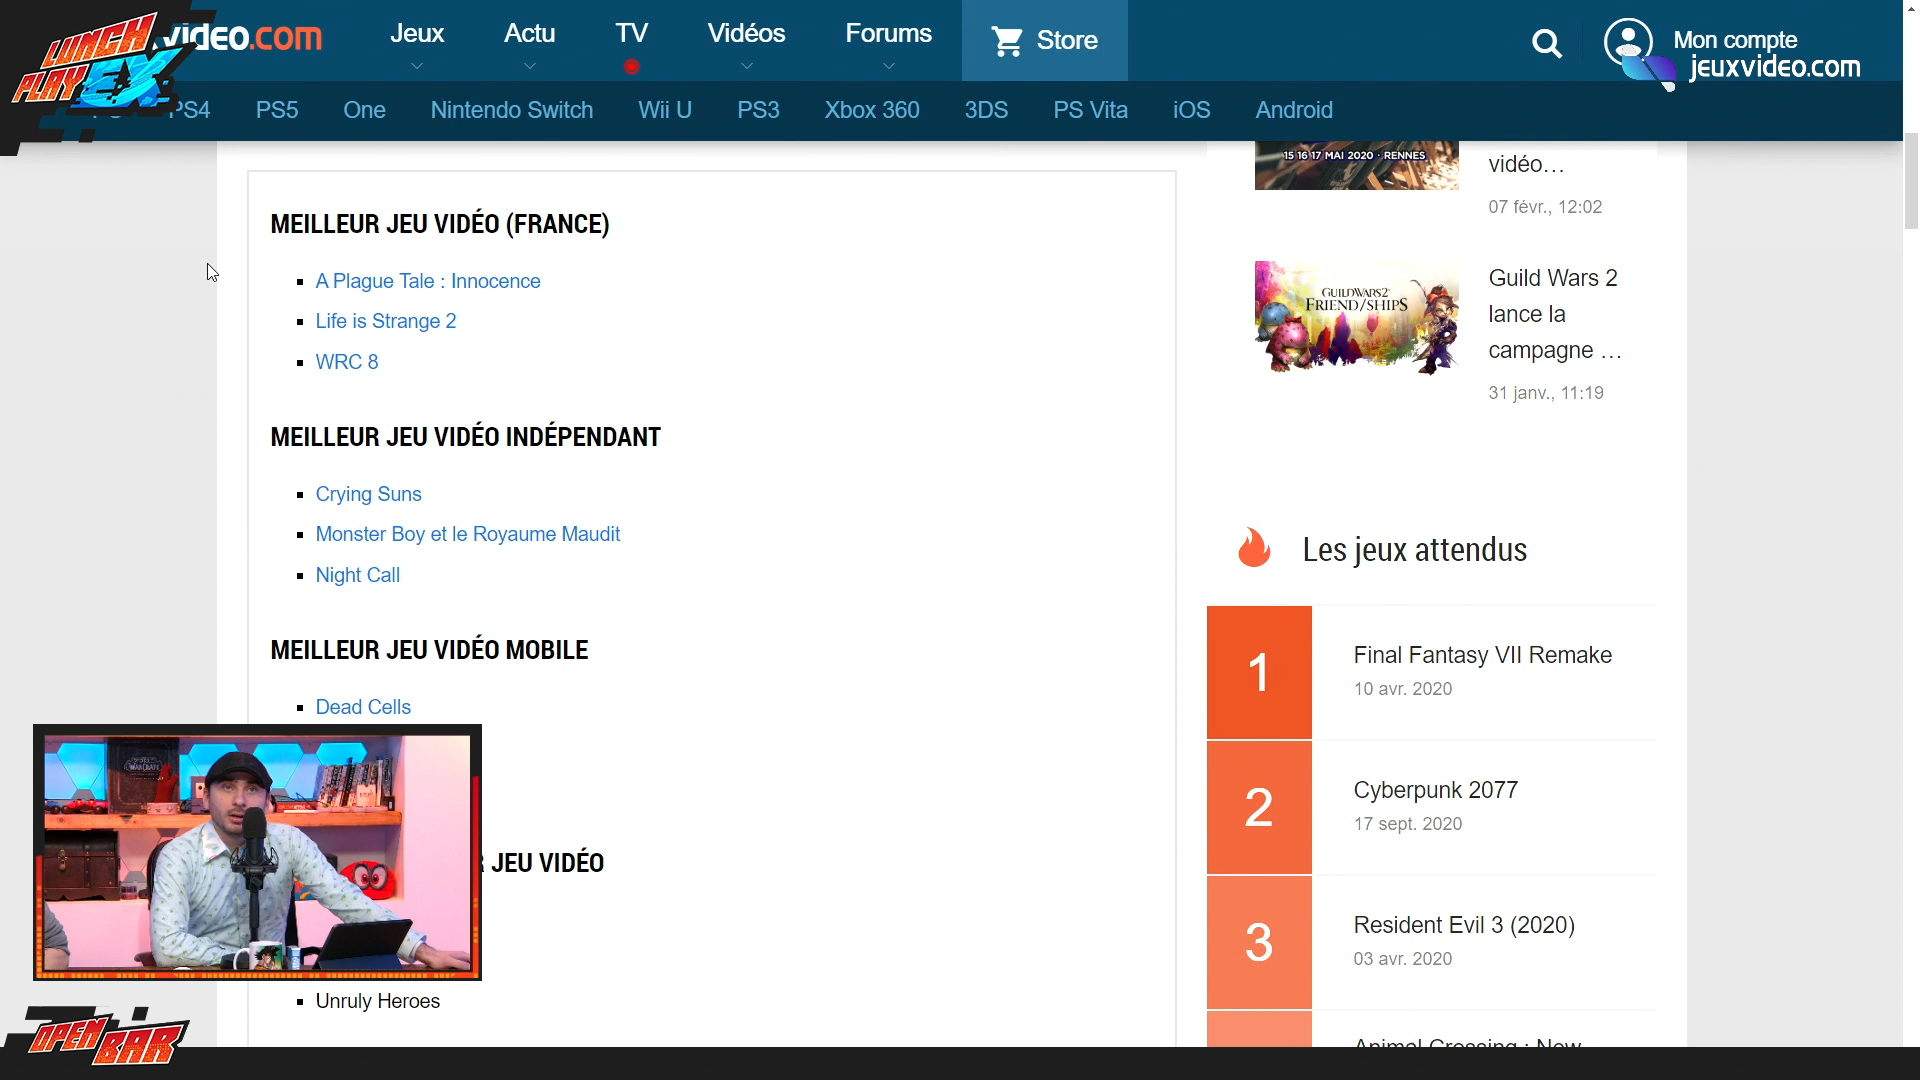 LUNCH
PLAY EX
video.com
Jeux
Actu
TV
Vidéos
Forums
Store
Mon compte
jeuxvideo.com
PS4
PS5
One
Nintendo Switch
Wii U
PS3
Xbox 360
3DS
PS Vita
iOS
Android
MEILLEUR JEU VIDÉO (FRANCE)
A Plague Tale : Innocence
Life is Strange 2
WRC 8
MEILLEUR JEU VIDÉO INDÉPENDANT
Crying Suns
Monster Boy et le Royaume Maudit
Night Call
MEILLEUR JEU VIDÉO MOBILE
Dead Cells
JEU VIDÉO
Unruly Heroes
15 16 17 MAI 2020 · RENNES
vidéo…
07 févr., 12:02
GUILD WARS 2
FRIEND/SHIPS
Guild Wars 2
lance la
campagne …
31 janv., 11:19
Les jeux attendus
1
Final Fantasy VII Remake
10 avr. 2020
2
Cyberpunk 2077
17 sept. 2020
3
Resident Evil 3 (2020)
03 avr. 2020
Animal Crossing : New
WARCRAFT
OPEN
BAR